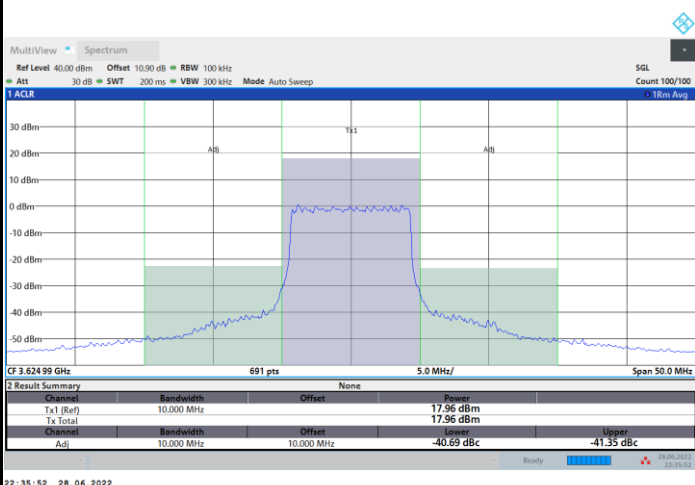 MultiView Spectrum
Ref Level 40.00 dBm Offset 10.90 dB RBW 100 kHz SGL
Att 30 dB SWT 200 ms VBW 300 kHz Mode Auto Sweep Count 100/100
1 ACLR 1Rm Avg
Tx1
30 dBm
Adj Adj
20 dBm
10 dBm
0 dBm
-10 dBm
-20 dBm
-30 dBm
-40 dBm
-50 dBm
CF 3.624 99 GHz 691 pts 5.0 MHz/ Span 50.0 MHz
2 Result Summary None
Channel Bandwidth Offset Power
Tx1 (Ref) 10.000 MHz 17.96 dBm
Tx Total 17.96 dBm
Channel Bandwidth Offset Lower Upper
Adj 10.000 MHz 10.000 MHz -40.69 dBc -41.35 dBc
Ready 28.06.2022
22:35:52
22:35:52 28.06.2022